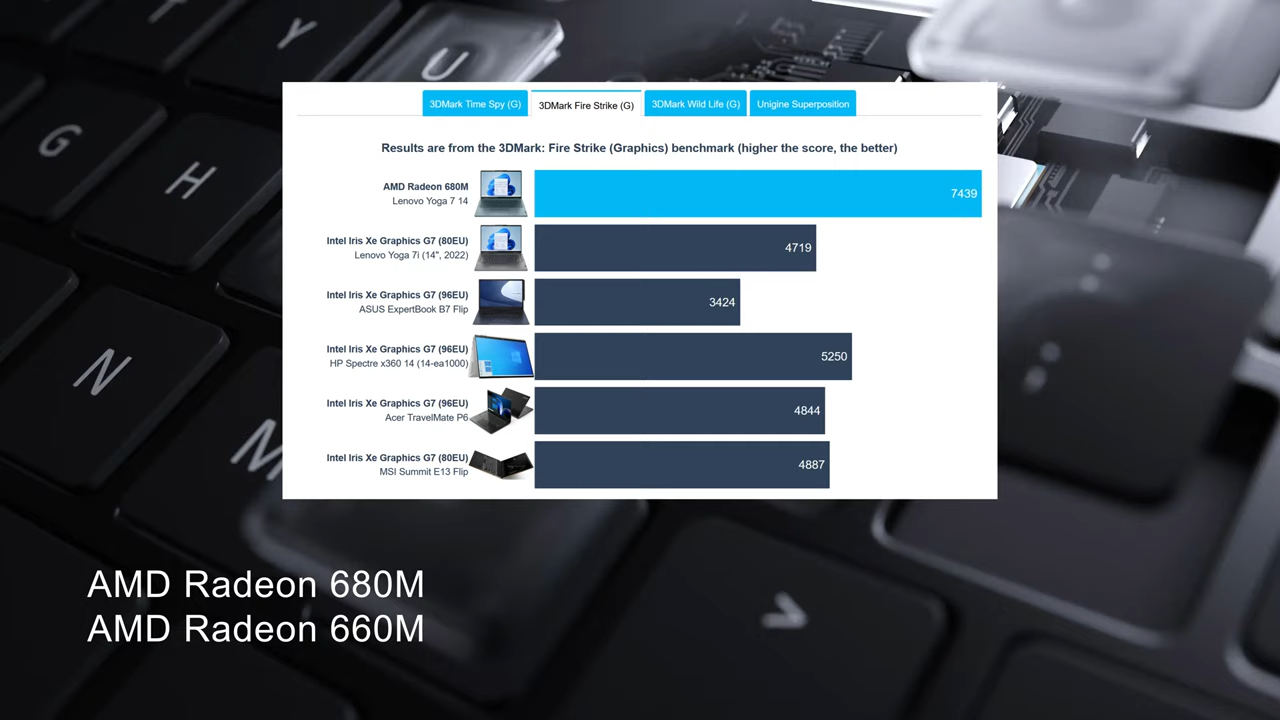 3DMark Time Spy (G) 3DMark Fire Strike (G) 3DMark Wild Life (G) Unigine Superposition
Results are from the 3DMark: Fire Strike (Graphics) benchmark (higher the score, the better)
AMD Radeon 680M
Lenovo Yoga 7 14
7439
Intel Iris Xe Graphics G7 (80EU)
Lenovo Yoga 7i (14", 2022)
4719
Intel Iris Xe Graphics G7 (96EU)
ASUS ExpertBook B7 Flip
3424
Intel Iris Xe Graphics G7 (96EU)
HP Spectre x360 14 (14-ea1000)
5250
Intel Iris Xe Graphics G7 (96EU)
Acer TravelMate P6
4844
Intel Iris Xe Graphics G7 (80EU)
MSI Summit E13 Flip
4887
T
Y
U
G
H
N
M
AMD Radeon 680M
AMD Radeon 660M